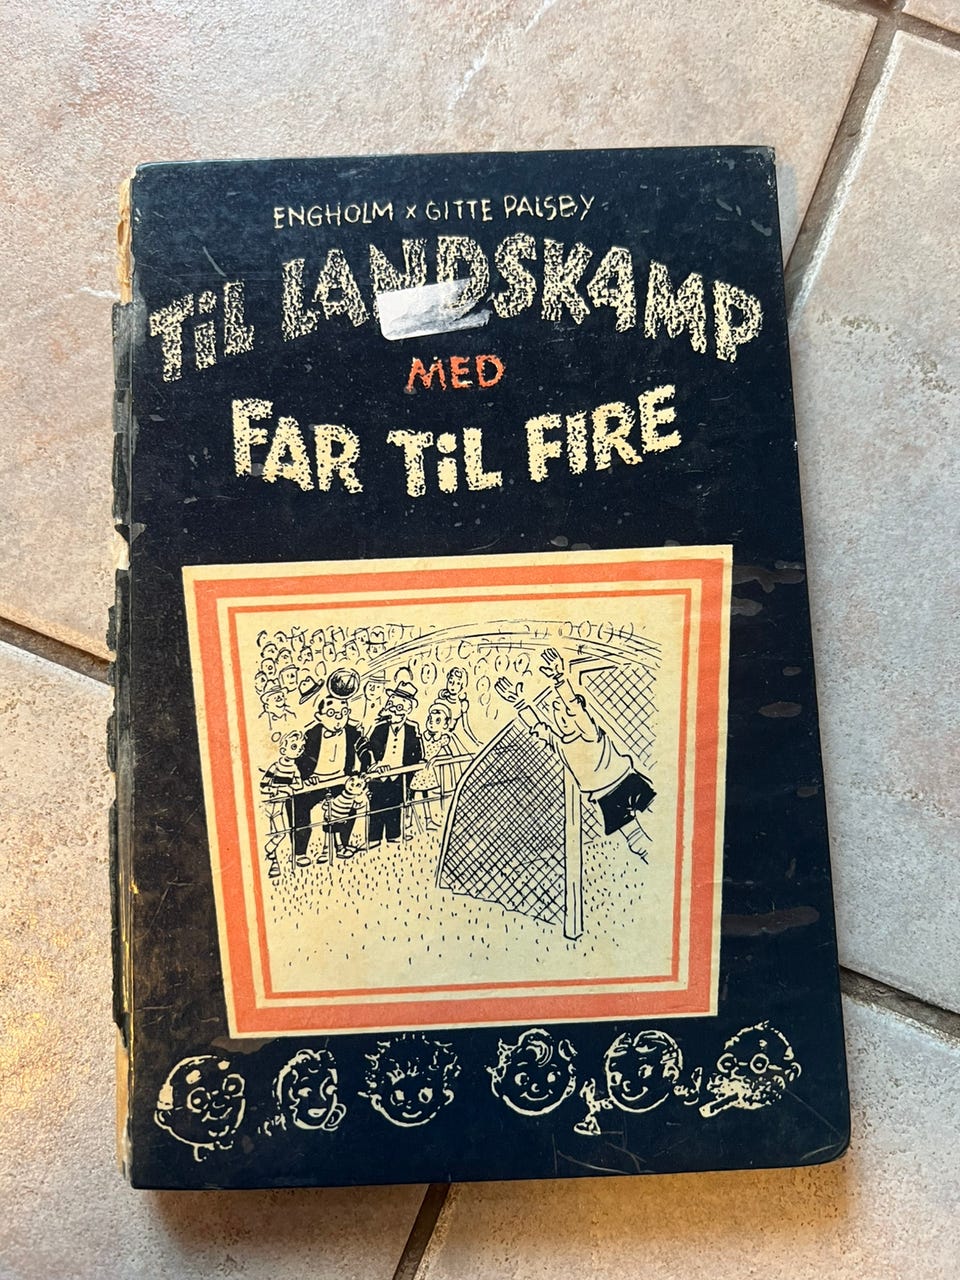 ENGHOLM x GITTE PALSBY
TiL LANDSKAMP
MED
FAR TiL FIRE